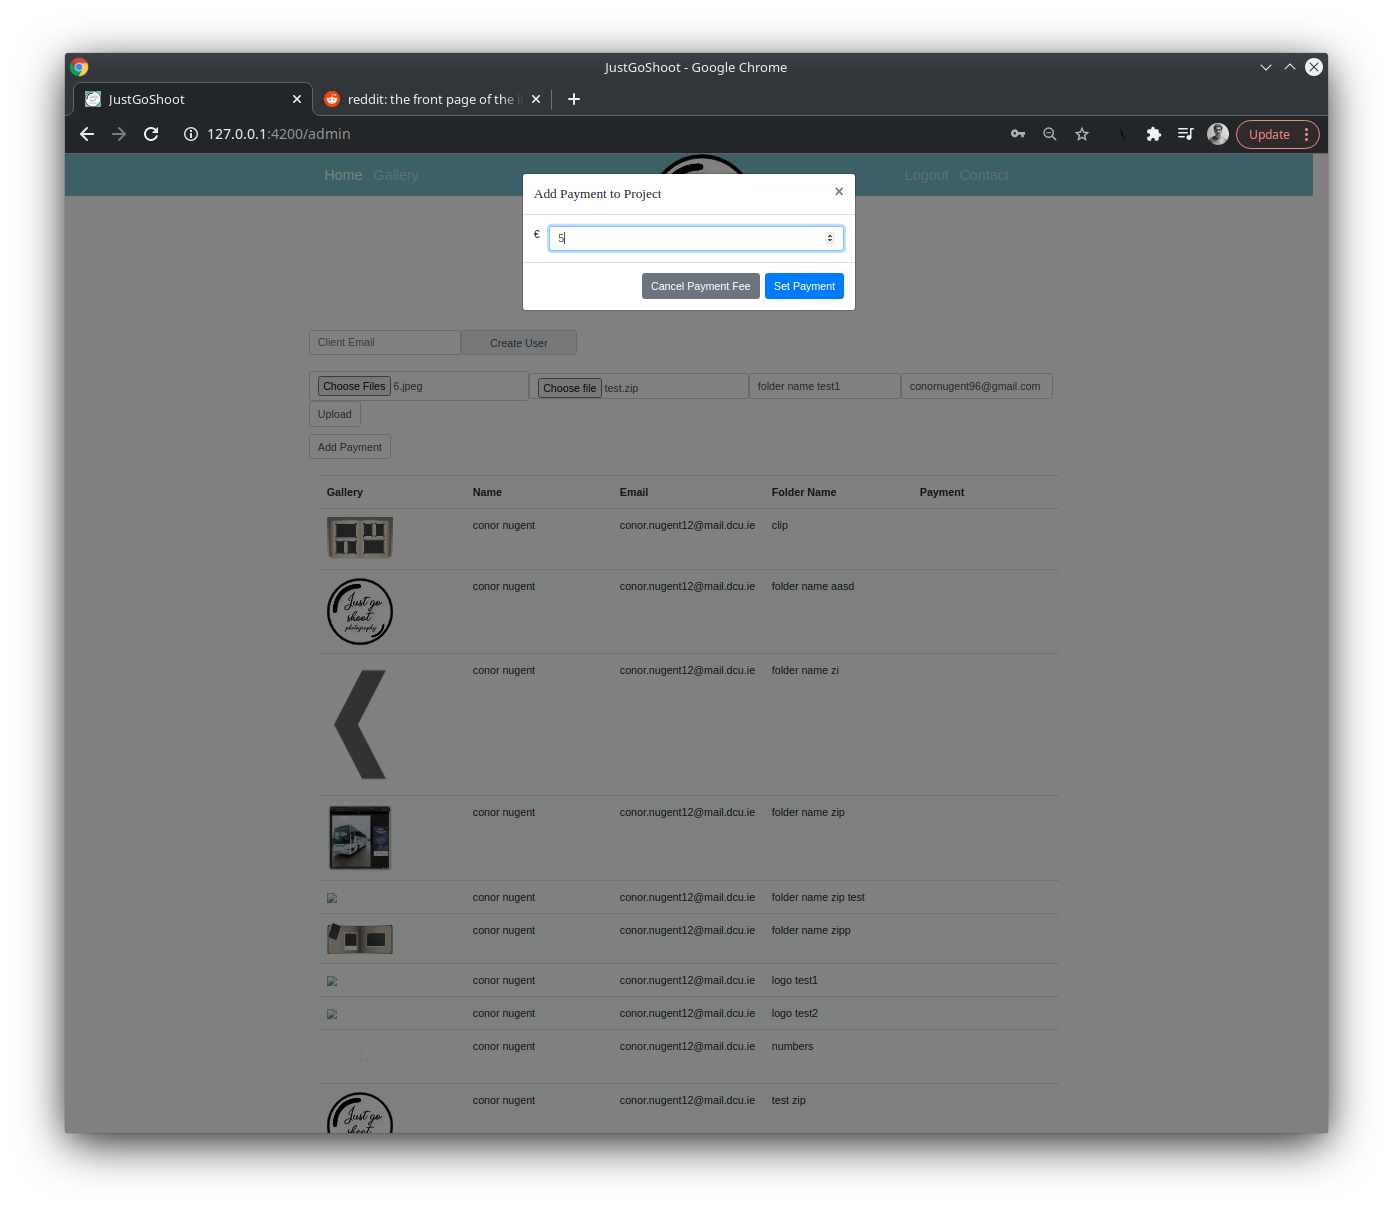 JustGoShoot - Google Chrome
JustGoShoot
reddit: the front page of the i
127.0.0.1:4200/admin
Update
Home Gallery
Logout Contact
Add Payment to Project
×
€ 5
Cancel Payment Fee Set Payment
Client Email Create User
Choose Files 6.jpeg Choose file test.zip folder name test1 conornugent96@gmail.com
Upload
Add Payment
Gallery Name Email Folder Name Payment
conor nugent conor.nugent12@mail.dcu.ie clip
conor nugent conor.nugent12@mail.dcu.ie folder name aasd
Just go
shoot
photography
conor nugent conor.nugent12@mail.dcu.ie folder name zi
conor nugent conor.nugent12@mail.dcu.ie folder name zip
conor nugent conor.nugent12@mail.dcu.ie folder name zip test
conor nugent conor.nugent12@mail.dcu.ie folder name zipp
conor nugent conor.nugent12@mail.dcu.ie logo test1
conor nugent conor.nugent12@mail.dcu.ie logo test2
conor nugent conor.nugent12@mail.dcu.ie numbers
conor nugent conor.nugent12@mail.dcu.ie test zip
Just go
shoot